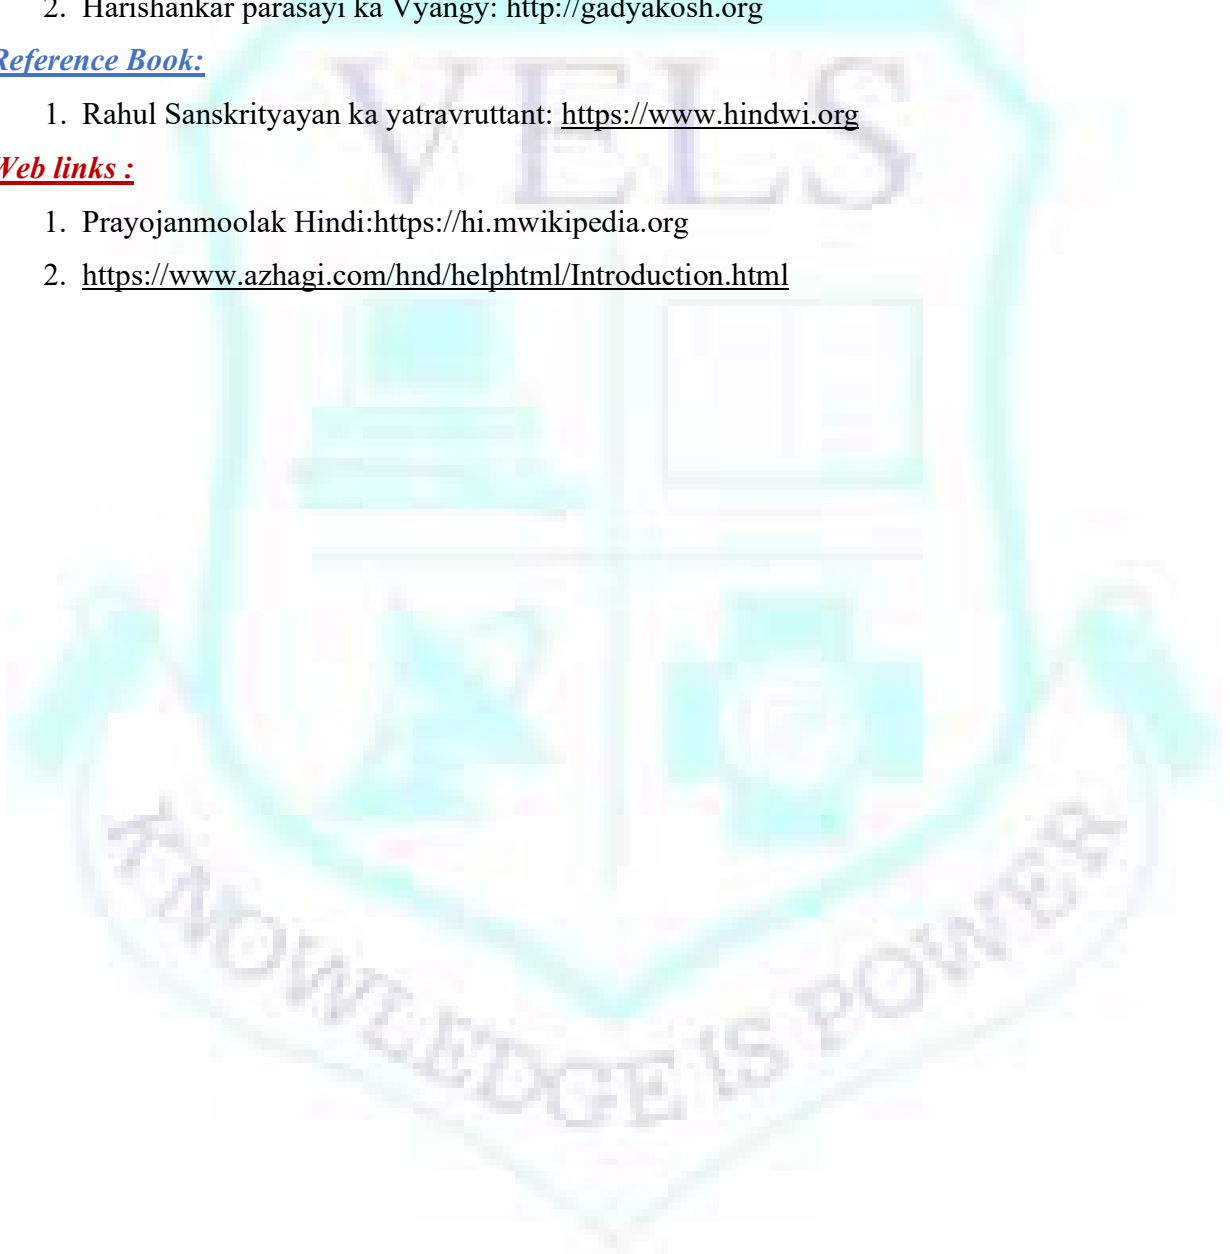 2. Harishankar parasayi ka Vyangy: http://gadyakosh.org
Reference Book:
1. Rahul Sanskrityayan ka yatravruttant: https://www.hindwi.org
VELS
Web links :
1. Prayojanmoolak Hindi:https://hi.mwikipedia.org
2. https://www.azhagi.com/hnd/helphtml/Introduction.html
KNOWLEDGE IS POWER